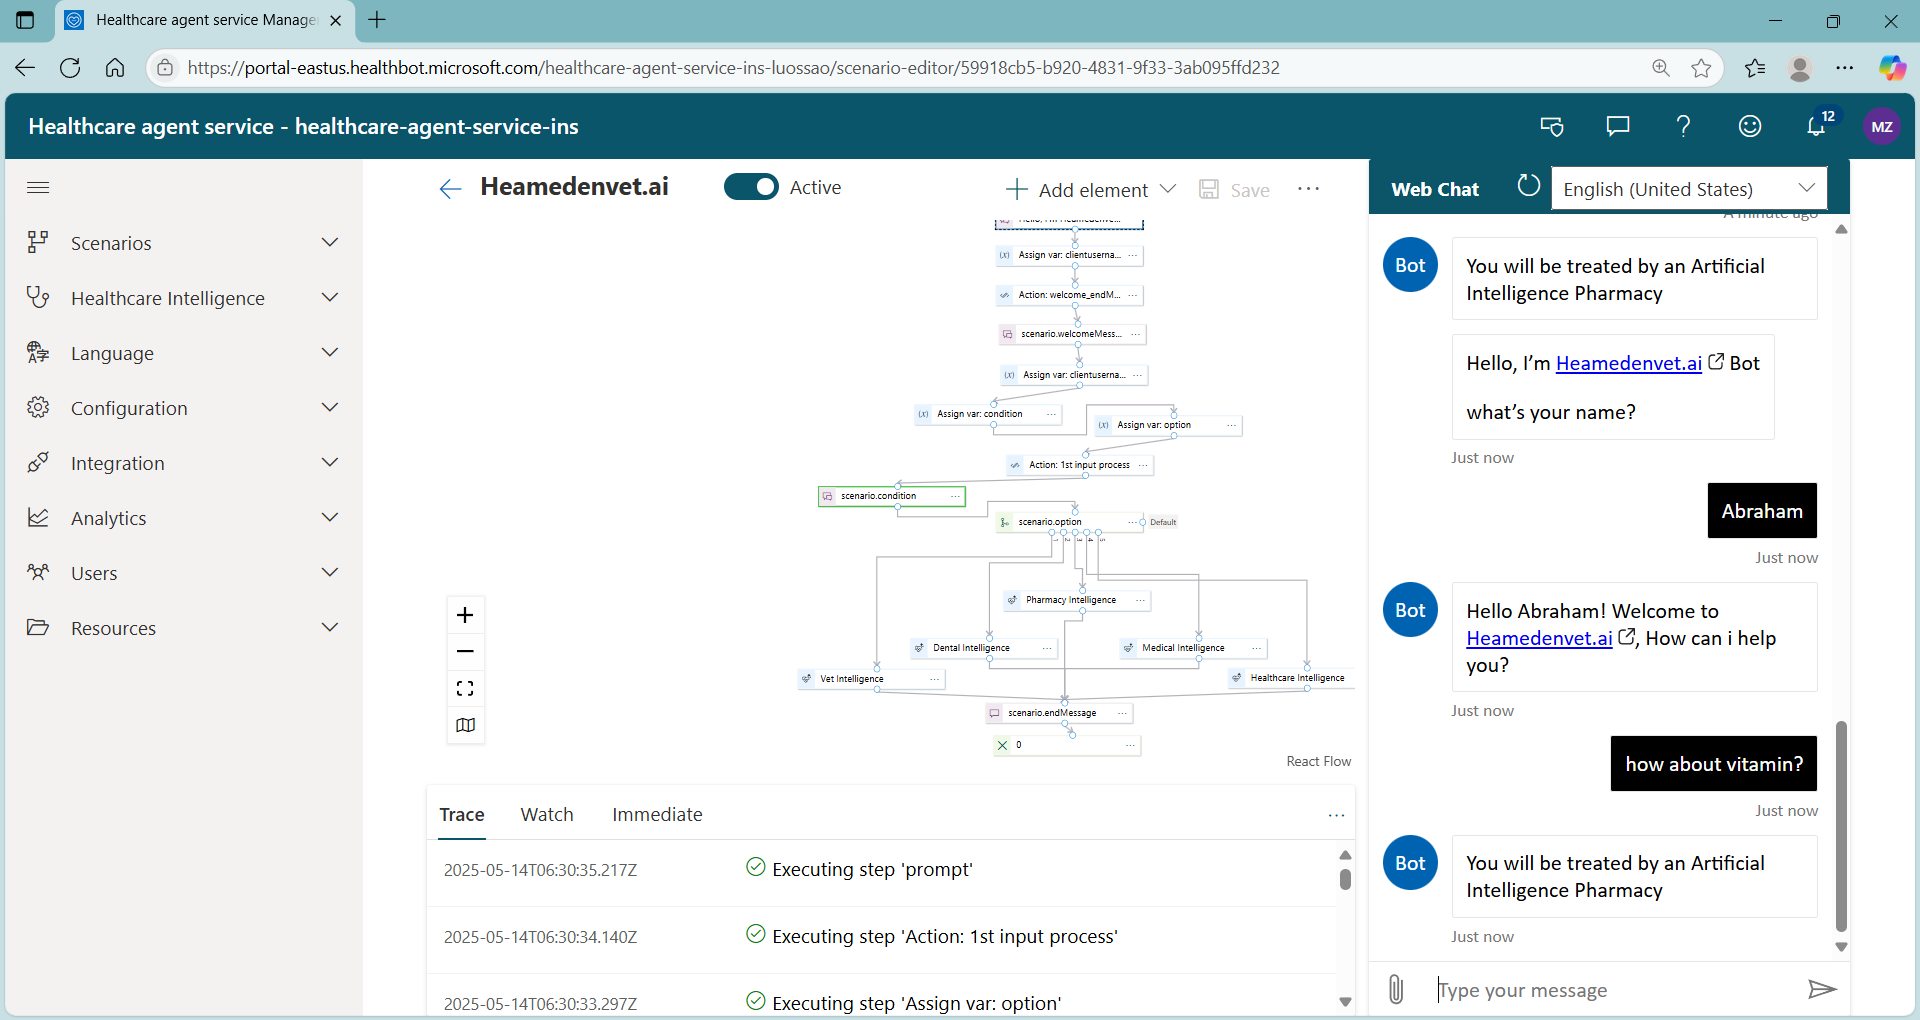 Healthcare agent service Manage
https://portal-eastus.healthbot.microsoft.com/healthcare-agent-service-ins-luossao/scenario-editor/59918cb5-b920-4831-9f33-3ab095ffd232
Healthcare agent service - healthcare-agent-service-ins
12
MZ
Scenarios
Healthcare Intelligence
Language
Configuration
Integration
Analytics
Users
Resources
Heamedenvet.ai
Active
Add element
Save
...
Assign var: clientuserna...
Action: welcome_endM...
scenario.welcomeMess...
Assign var: clientuserna...
Assign var: condition
Assign var: option
Action: 1st input process
scenario.condition
scenario.option
Default
1 2 3 4 5
Pharmacy Intelligence
Dental Intelligence
Medical Intelligence
Vet Intelligence
Healthcare Intelligence
scenario.endMessage
0
React Flow
Trace
Watch
Immediate
...
2025-05-14T06:30:35.217Z
Executing step 'prompt'
2025-05-14T06:30:34.140Z
Executing step 'Action: 1st input process'
2025-05-14T06:30:33.297Z
Executing step 'Assign var: option'
Web Chat
English (United States)
A minute ago
Bot
You will be treated by an Artificial
Intelligence Pharmacy
Hello, I’m Heamedenvet.ai Bot
what’s your name?
Just now
Abraham
Just now
Bot
Hello Abraham! Welcome to
Heamedenvet.ai, How can i help
you?
Just now
how about vitamin?
Just now
Bot
You will be treated by an Artificial
Intelligence Pharmacy
Just now
Type your message